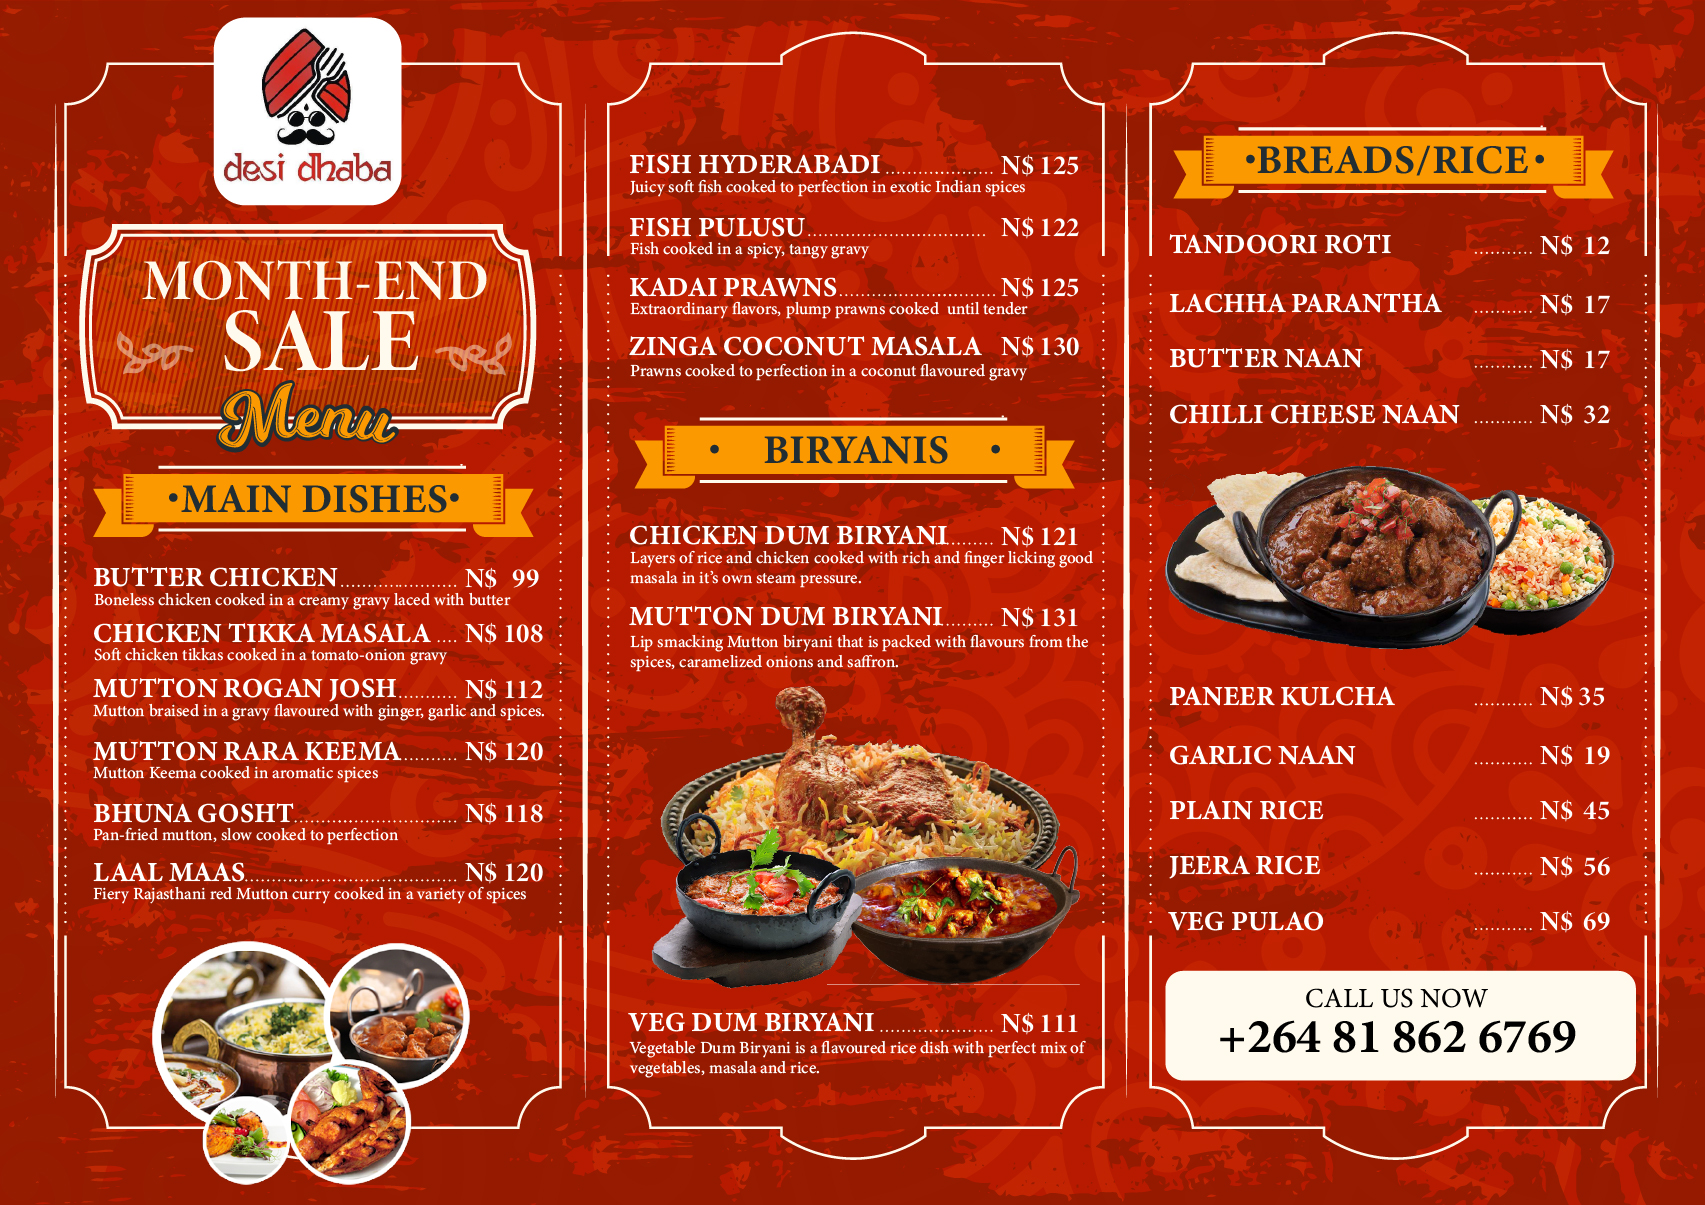 desi dhaba
MONTH-END
SALE
Menu
•MAIN DISHES•
BUTTER CHICKEN..................... N$ 99
Boneless chicken cooked in a creamy gravy laced with butter
CHICKEN TIKKA MASALA .... N$ 108
Soft chicken tikkas cooked in a tomato-onion gravy
MUTTON ROGAN JOSH........... N$ 112
Mutton braised in a gravy flavoured with ginger, garlic and spices.
MUTTON RARA KEEMA.......... N$ 120
Mutton Keema cooked in aromatic spices
BHUNA GOSHT.............................. N$ 118
Pan-fried mutton, slow cooked to perfection
LAAL MAAS....................................... N$ 120
Fiery Rajasthani red Mutton curry cooked in a variety of spices
FISH HYDERABADI .................... N$ 125
Juicy soft fish cooked to perfection in exotic Indian spices
FISH PULUSU................................. N$ 122
Fish cooked in a spicy, tangy gravy
KADAI PRAWNS............................. N$ 125
Extraordinary flavors, plump prawns cooked until tender
ZINGA COCONUT MASALA N$ 130
Prawns cooked to perfection in a coconut flavoured gravy
• BIRYANIS •
CHICKEN DUM BIRYANI.......... N$ 121
Layers of rice and chicken cooked with rich and finger licking good
masala in it's own steam pressure.
MUTTON DUM BIRYANI......... N$ 131
Lip smacking Mutton biryani that is packed with flavours from the
spices, caramelized onions and saffron.
VEG DUM BIRYANI ..................... N$ 111
Vegetable Dum Biryani is a flavoured rice dish with perfect mix of
vegetables, masala and rice.
•BREADS/RICE•
TANDOORI ROTI ........... N$ 12
LACHHA PARANTHA ........... N$ 17
BUTTER NAAN ........... N$ 17
CHILLI CHEESE NAAN ........... N$ 32
PANEER KULCHA ........... N$ 35
GARLIC NAAN ........... N$ 19
PLAIN RICE ........... N$ 45
JEERA RICE ........... N$ 56
VEG PULAO ........... N$ 69
CALL US NOW
+264 81 862 6769